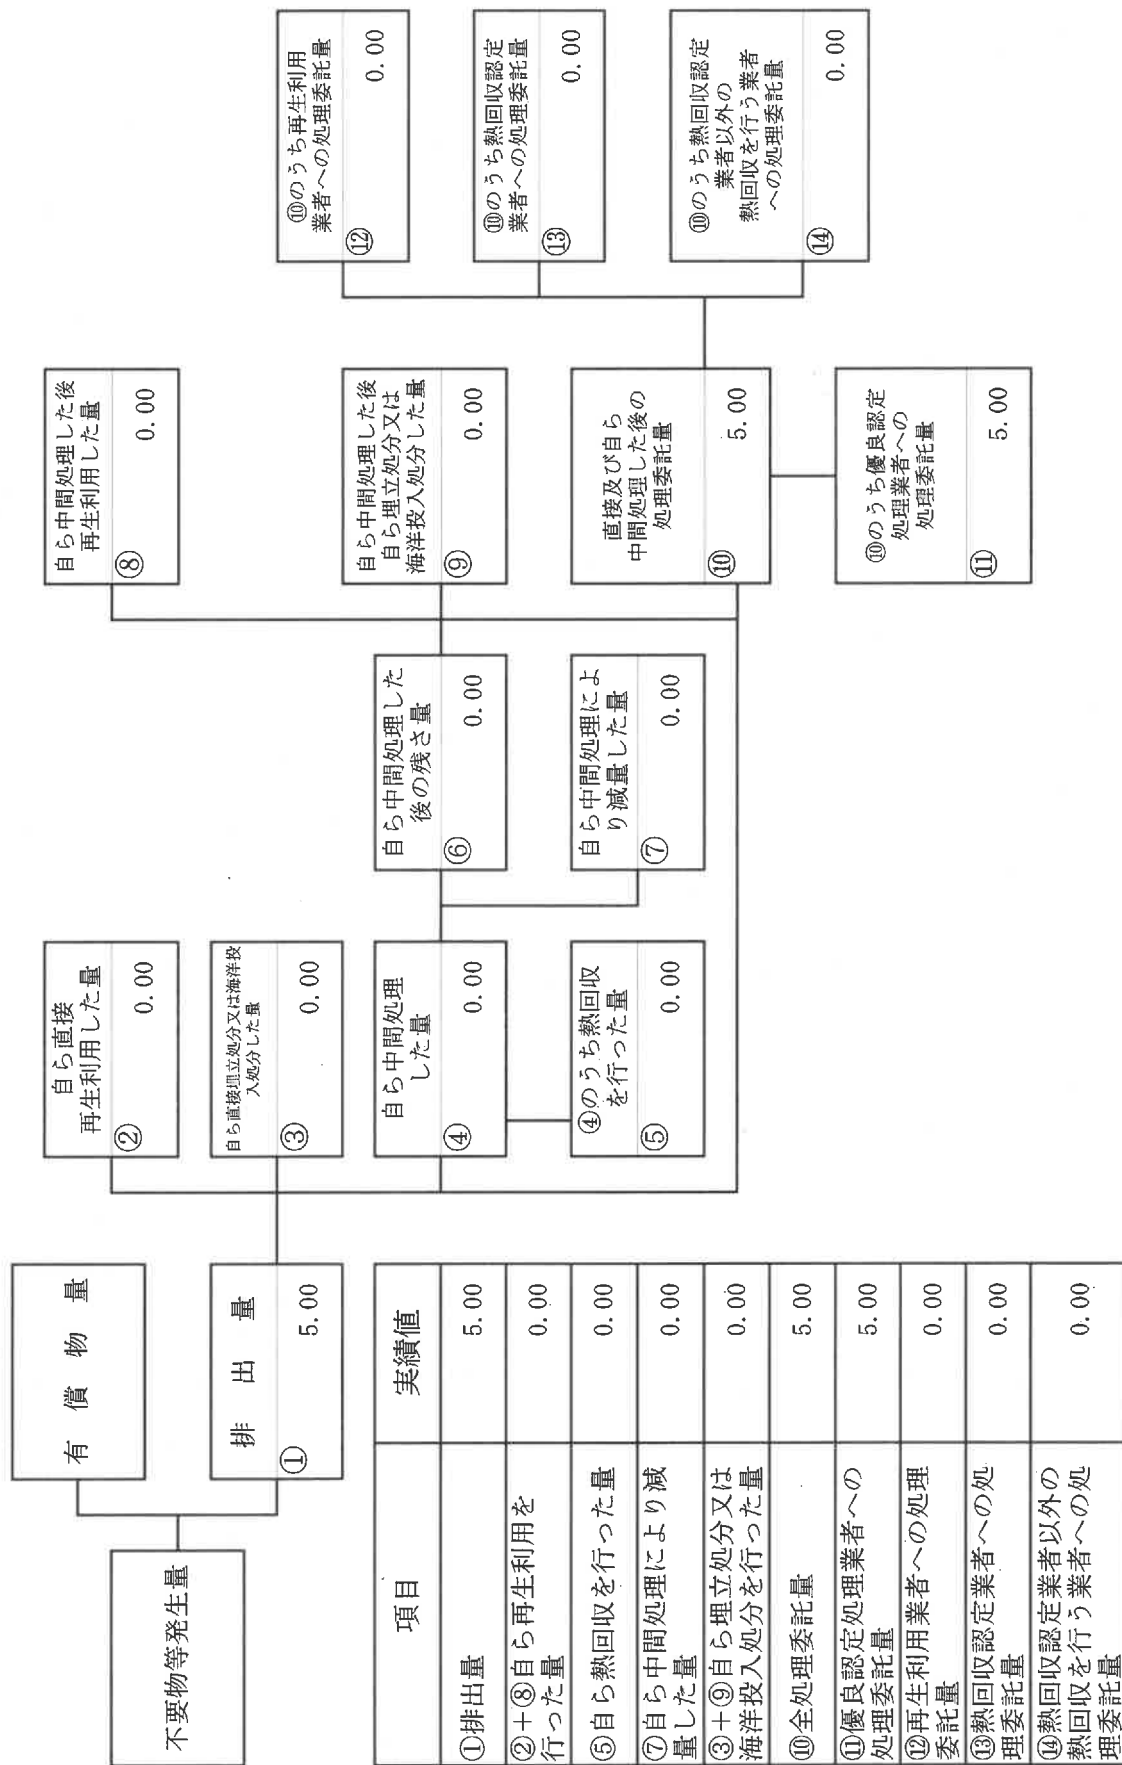 不要物等発生量
有償物量
排出量
① 5.00
自ら直接
再生利用した量
② 0.00
自ら直接埋立処分又は海洋投
入処分した量
③ 0.00
自ら中間処理
した量
④ 0.00
④のうち熱回収
を行った量
⑤ 0.00
自ら中間処理した
後の残さ量
⑥ 0.00
自ら中間処理によ
り減量した量
⑦ 0.00
自ら中間処理した後
再生利用した量
⑧ 0.00
自ら中間処理した後
自ら埋立処分又は
海洋投入処分した量
⑨ 0.00
直接及び自ら
中間処理した後の
処理委託量
⑩ 5.00
⑩のうち優良認定
処理業者への
処理委託量
⑪ 5.00
⑩のうち再生利用
業者への処理委託量
⑫ 0.00
⑩のうち熱回収認定
業者への処理委託量
⑬ 0.00
⑩のうち熱回収認定
業者以外の
熱回収を行う業者
への処理委託量
⑭ 0.00
項目 実績値
①排出量 5.00
②＋⑧自ら再生利用を
行った量 0.00
⑤自ら熱回収を行った量 0.00
⑦自ら中間処理により減
量した量 0.00
③＋⑨自ら埋立処分又は
海洋投入処分を行った量 0.00
⑩全処理委託量 5.00
⑪優良認定処理業者への
処理委託量 5.00
⑫再生利用業者への処理
委託量 0.00
⑬熱回収認定業者への処
理委託量 0.00
⑭熱回収認定業者以外の
熱回収を行う業者への処
理委託量 0.00